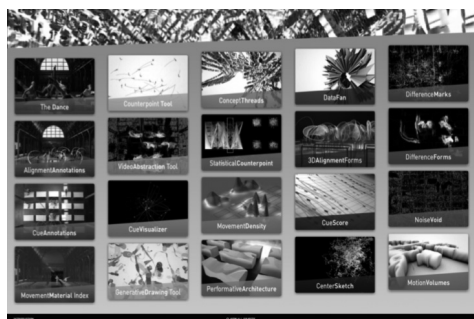 The Dance
Counterpoint Tool
ConceptThreads
DataFan
DifferenceMarks
AlignmentAnnotations
VideoAbstraction Tool
StatisticalCounterpoint
3DAlignmentForms
DifferenceForms
CueAnnotations
CueVisualizer
MovementDensity
CueScore
NoiseVoid
MovementMaterial Index
GenerativeDrawing Tool
PerformativeArchitecture
CenterSketch
MotionVolumes